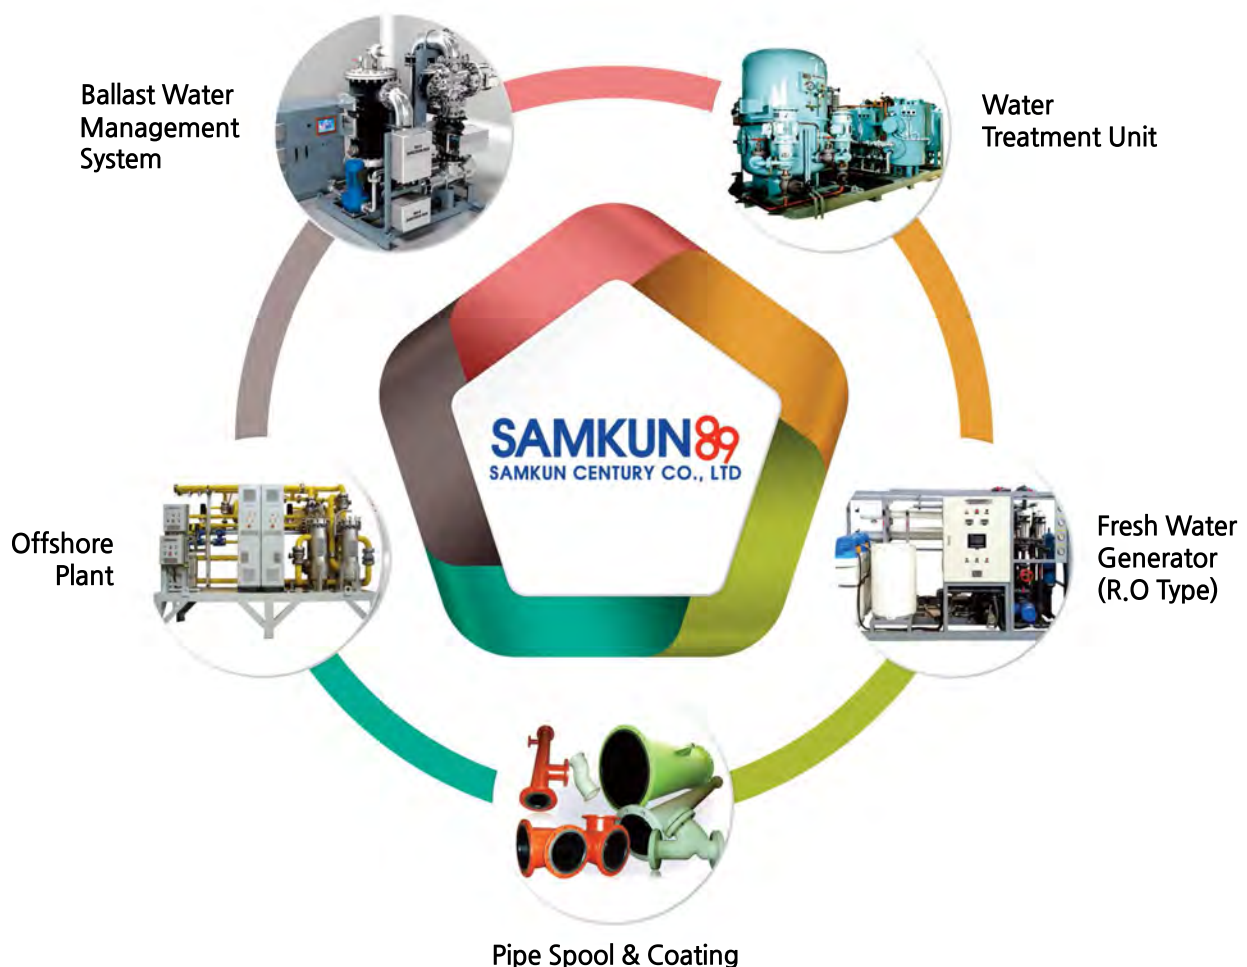 Ballast Water
Management
System
Water
Treatment Unit
SAMKUN89
SAMKUN CENTURY CO., LTD
Offshore
Plant
Fresh Water
Generator
(R.O Type)
Pipe Spool & Coating